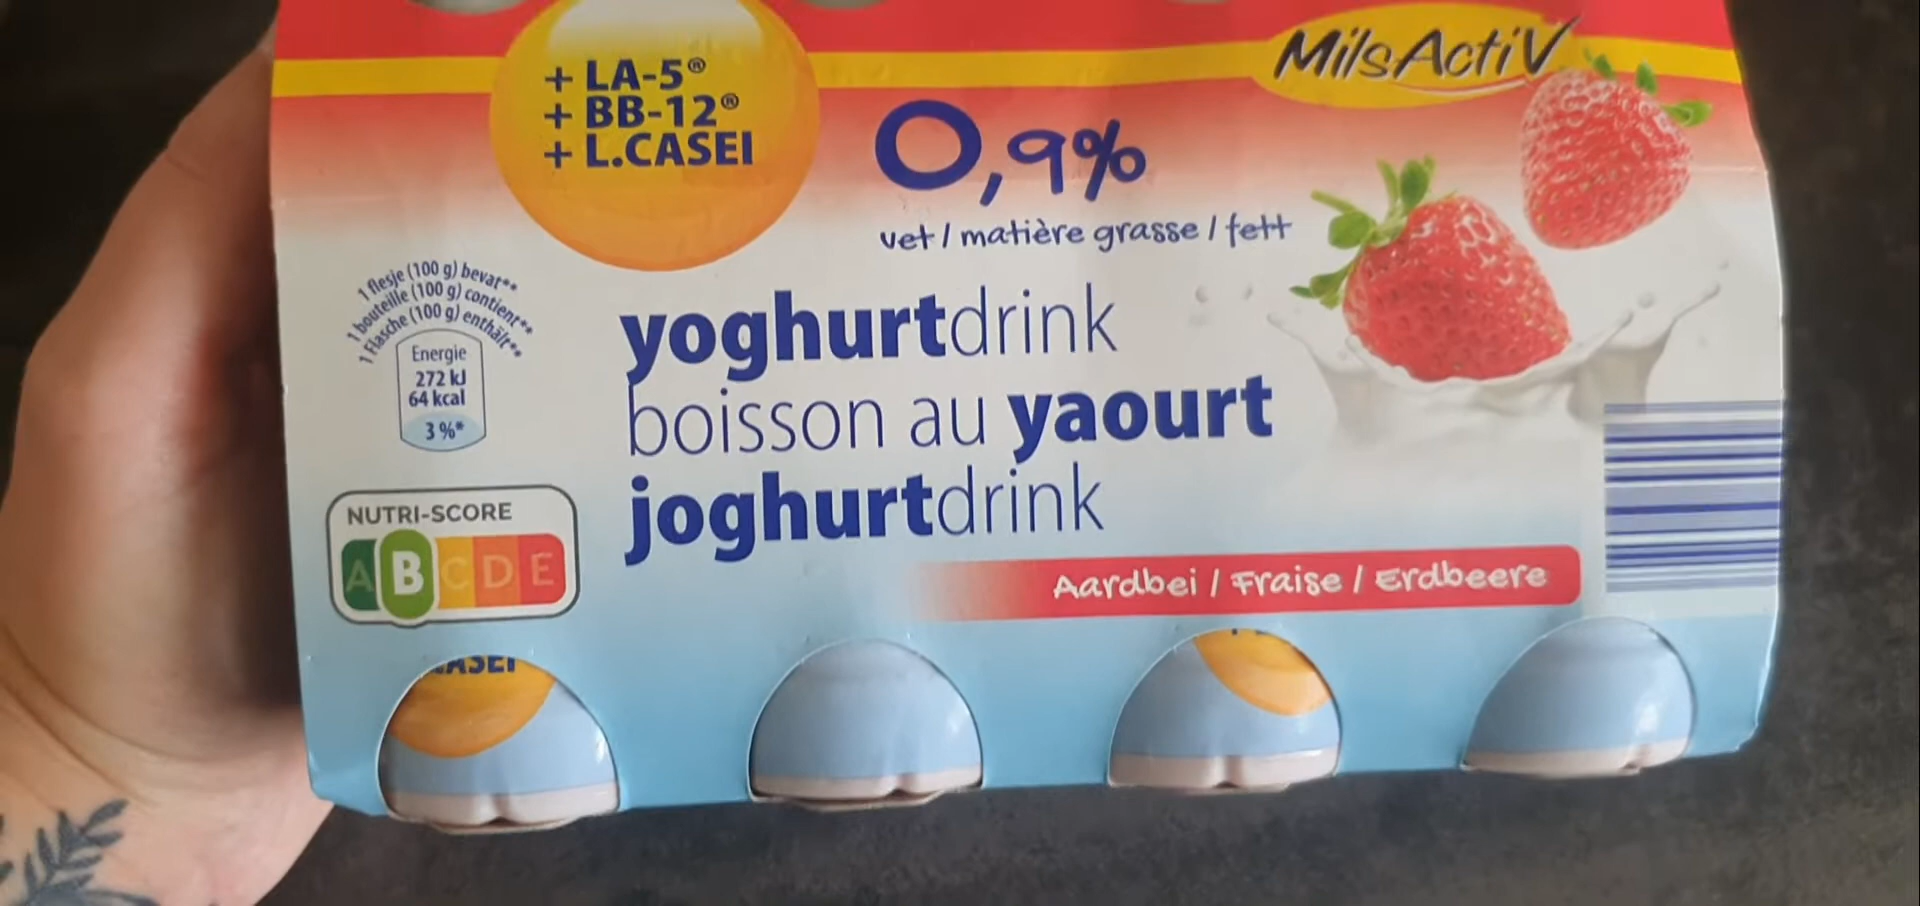 + LA-5®
+ BB-12®
+ L.CASEI
MilsActiV
0,9%
vet / matière grasse / fett
1 flesje (100 g) bevat**
1 bouteille (100 g) contient**
1 Flasche (100 g) enthält**
Energie
272 kJ
64 kcal
3 %*
yoghurtdrink
boisson au yaourt
joghurtdrink
NUTRI-SCORE
A B C D E
Aardbei / Fraise / Erdbeere
ASEI